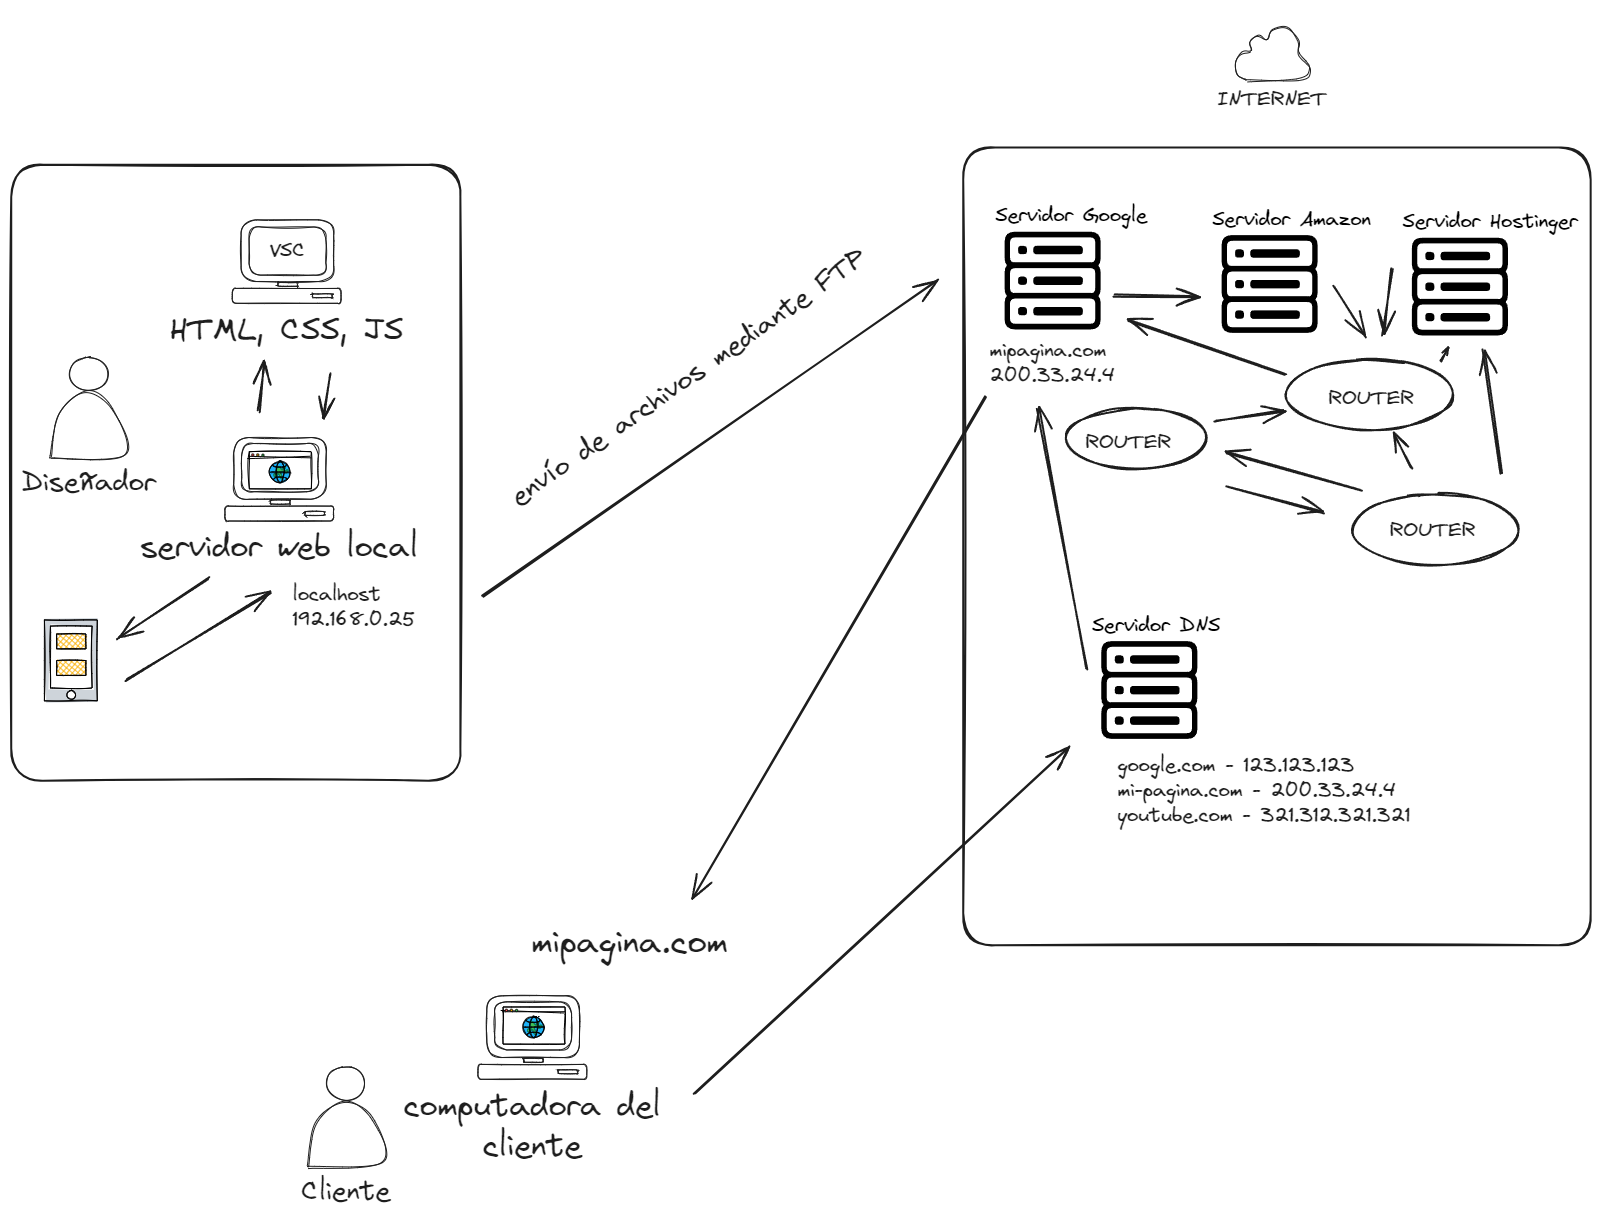 INTERNET
VSC
HTML, CSS, JS
Diseñador
servidor web local
localhost
192.168.0.25
envío de archivos mediante FTP
Servidor Google
Servidor Amazon
Servidor Hostinger
mipagina.com
200.33.24.4
ROUTER
ROUTER
ROUTER
Servidor DNS
google.com - 123.123.123
mi-pagina.com - 200.33.24.4
youtube.com - 321.312.321.321
mipagina.com
computadora del
cliente
Cliente